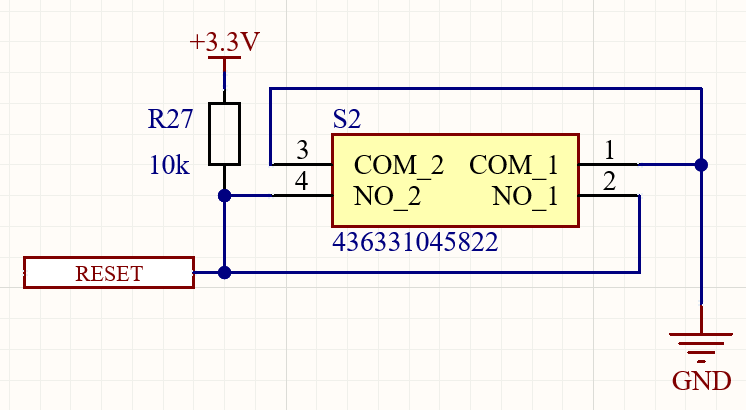 +3.3V
R27
10k
S2
3
COM_2
COM_1
1
4
NO_2
NO_1
2
436331045822
RESET
GND